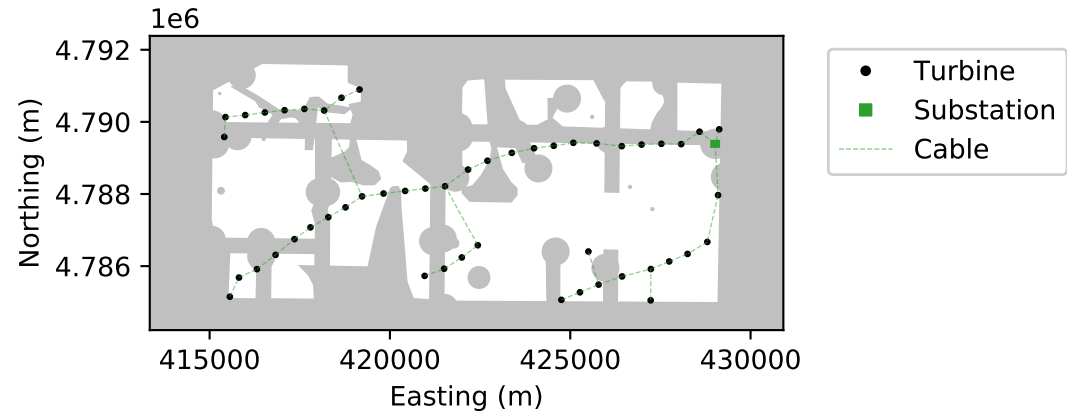 1e6
4.792
4.790
4.788
4.786
Northing (m)
415000 420000 425000 430000
Easting (m)
Turbine
Substation
Cable